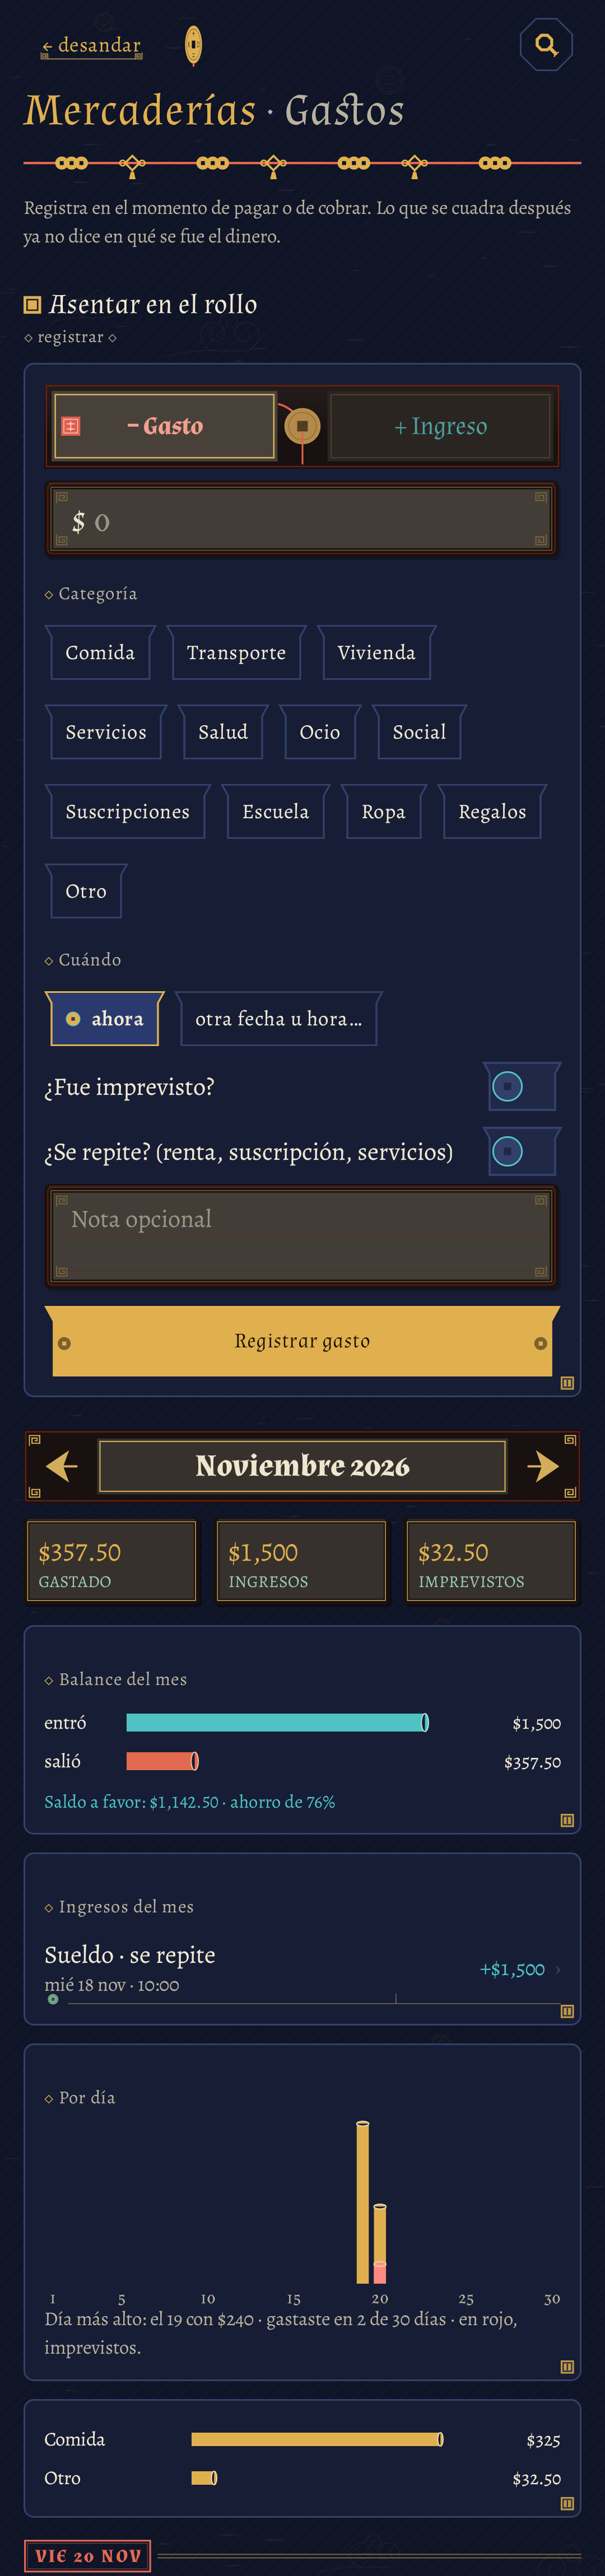 ← desandar
Mercaderías · Gastos
Registra en el momento de pagar o de cobrar. Lo que se cuadra después
ya no dice en qué se fue el dinero.
Asentar en el rollo
◇ registrar ◇
− Gasto
+ Ingreso
$ 0
◇ Categoría
Comida Transporte Vivienda
Servicios Salud Ocio Social
Suscripciones Escuela Ropa Regalos
Otro
◇ Cuándo
ahora otra fecha u hora...
¿Fue imprevisto?
¿Se repite? (renta, suscripción, servicios)
Nota opcional
Registrar gasto
Noviembre 2026
$357.50 $1,500 $32.50
GASTADO INGRESOS IMPREVISTOS
◇ Balance del mes
entró $1,500
salió $357.50
Saldo a favor: $1,142.50 · ahorro de 76%
◇ Ingresos del mes
Sueldo · se repite
+$1,500 ›
mié 18 nov · 10:00
◇ Por día
1 5 10 15 20 25 30
Día más alto: el 19 con $240 · gastaste en 2 de 30 días · en rojo,
imprevistos.
Comida $325
Otro $32.50
VIE 20 NOV